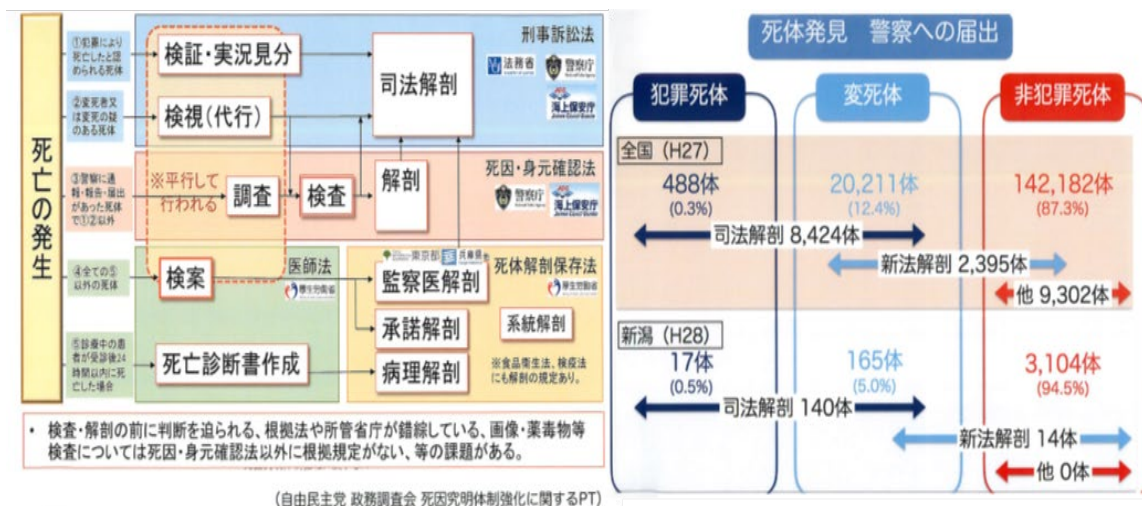 死亡の発生
①犯罪により
死亡したと認
められる死体
②変死者又
は変死の疑
のある死体
③警察に通
報・報告・届出
があった死体
で①②以外
④全ての⑤
以外の死体
⑤診療中の患
者が受診後24
時間以内に死
亡した場合
検証・実況見分
検視(代行)
※平行して
行われる
調査
検査
解剖
司法解剖
刑事訴訟法
法務省
警察庁
海上保安庁
死因・身元確認法
警察庁
海上保安庁
検案
医師法
厚生労働省
死亡診断書作成
東京都
兵庫県
監察医解剖
承諾解剖
病理解剖
死体解剖保存法
厚生労働省
系統解剖
※食品衛生法、検疫法
にも解剖の規定あり。
・ 検査・解剖の前に判断を迫られる、根拠法や所管省庁が錯綜している、画像・薬毒物等
検査については死因・身元確認法以外に根拠規定がない、等の課題がある。
(自由民主党 政務調査会 死因究明体制強化に関するPT)
死体発見 警察への届出
犯罪死体
変死体
非犯罪死体
全国(H27)
488体
(0.3%)
20,211体
(12.4%)
142,182体
(87.3%)
司法解剖 8,424体
新法解剖 2,395体
他 9,302体
新潟(H28)
17体
(0.5%)
165体
(5.0%)
3,104体
(94.5%)
司法解剖 140体
新法解剖 14体
他 0体